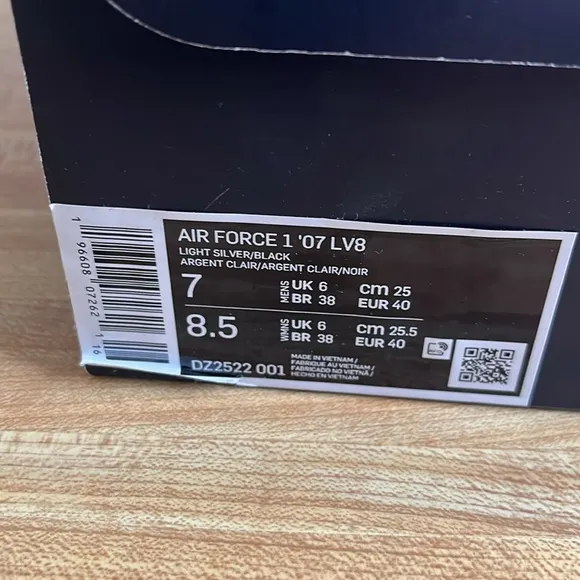 AIR FORCE 1 '07 LV8
LIGHT SILVER/BLACK
ARGENT CLAIR/ARGENT CLAIR/NOIR
7 MENS UK 6 CM 25
BR 38 EUR 40
8.5 WMNS UK 6 CM 25.5
BR 38 EUR 40
DZ2522 001
MADE IN VIETNAM /
FABRIQUE AU VIETNAM /
FABRICADO NO VIETNÃ /
HECHO EN VIETNAM
1 96608 07262 16